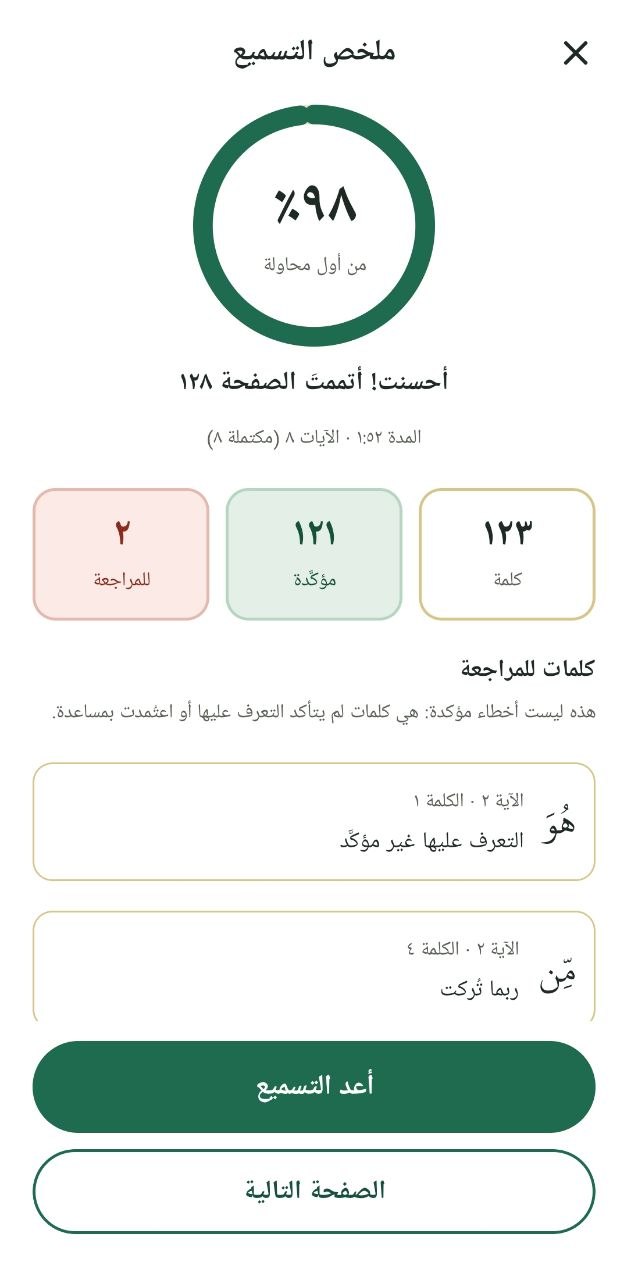 ملخص التسميع
٩٨٪
من أول محاولة
أحسنت! أتممتَ الصفحة ١٢٨
المدة ١:٥٢ · الآيات ٨ (مكتملة ٨)
١٢٣
كلمة
١٢١
مؤكَّدة
٢
للمراجعة
كلمات للمراجعة
هذه ليست أخطاء مؤكدة: هي كلمات لم يتأكد التعرف عليها أو اعتُمدت بمساعدة.
هُوَ
الآية ٢ · الكلمة ١
التعرف عليها غير مؤكَّد
مِّن
الآية ٢ · الكلمة ٤
ربما تُركت
أعد التسميع
الصفحة التالية